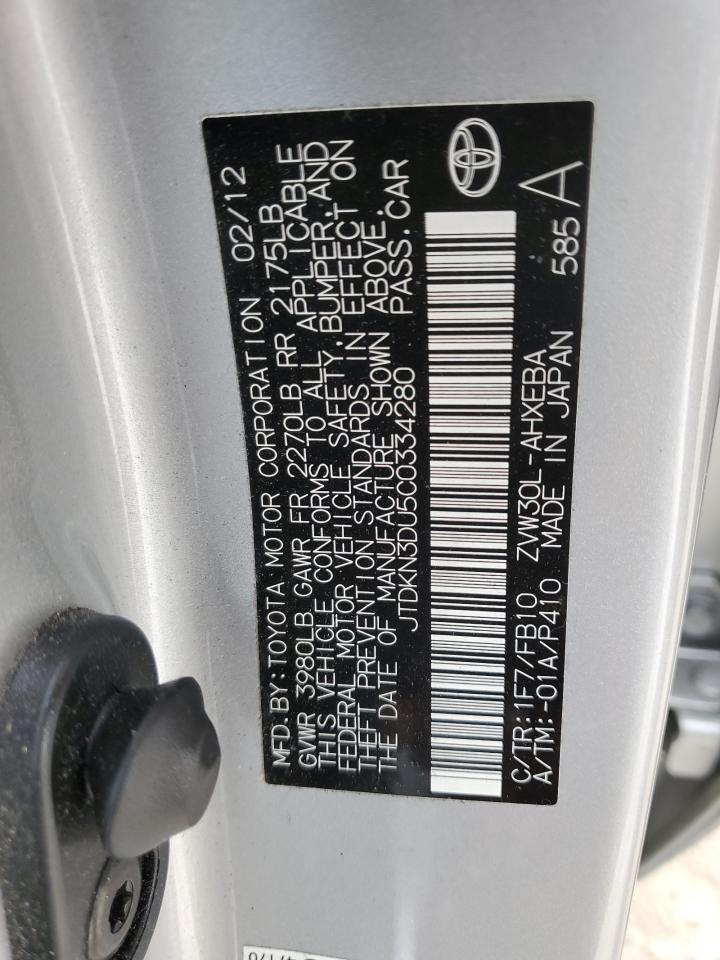 MFD. BY: TOYOTA MOTOR CORPORATION 02/12
GVWR 3980LB GAWR FR 2270LB RR 2175LB
THIS VEHICLE CONFORMS TO ALL APPLICABLE
FEDERAL MOTOR VEHICLE SAFETY, BUMPER, AND
THEFT PREVENTION STANDARDS IN EFFECT ON
THE DATE OF MANUFACTURE SHOWN ABOVE.
JTDKN3DU5C0334280 PASS. CAR
C/TR: 1F7/FB10 ZVW30L-AHXEBA
A/TM: -01A/P410 MADE IN JAPAN
585 A